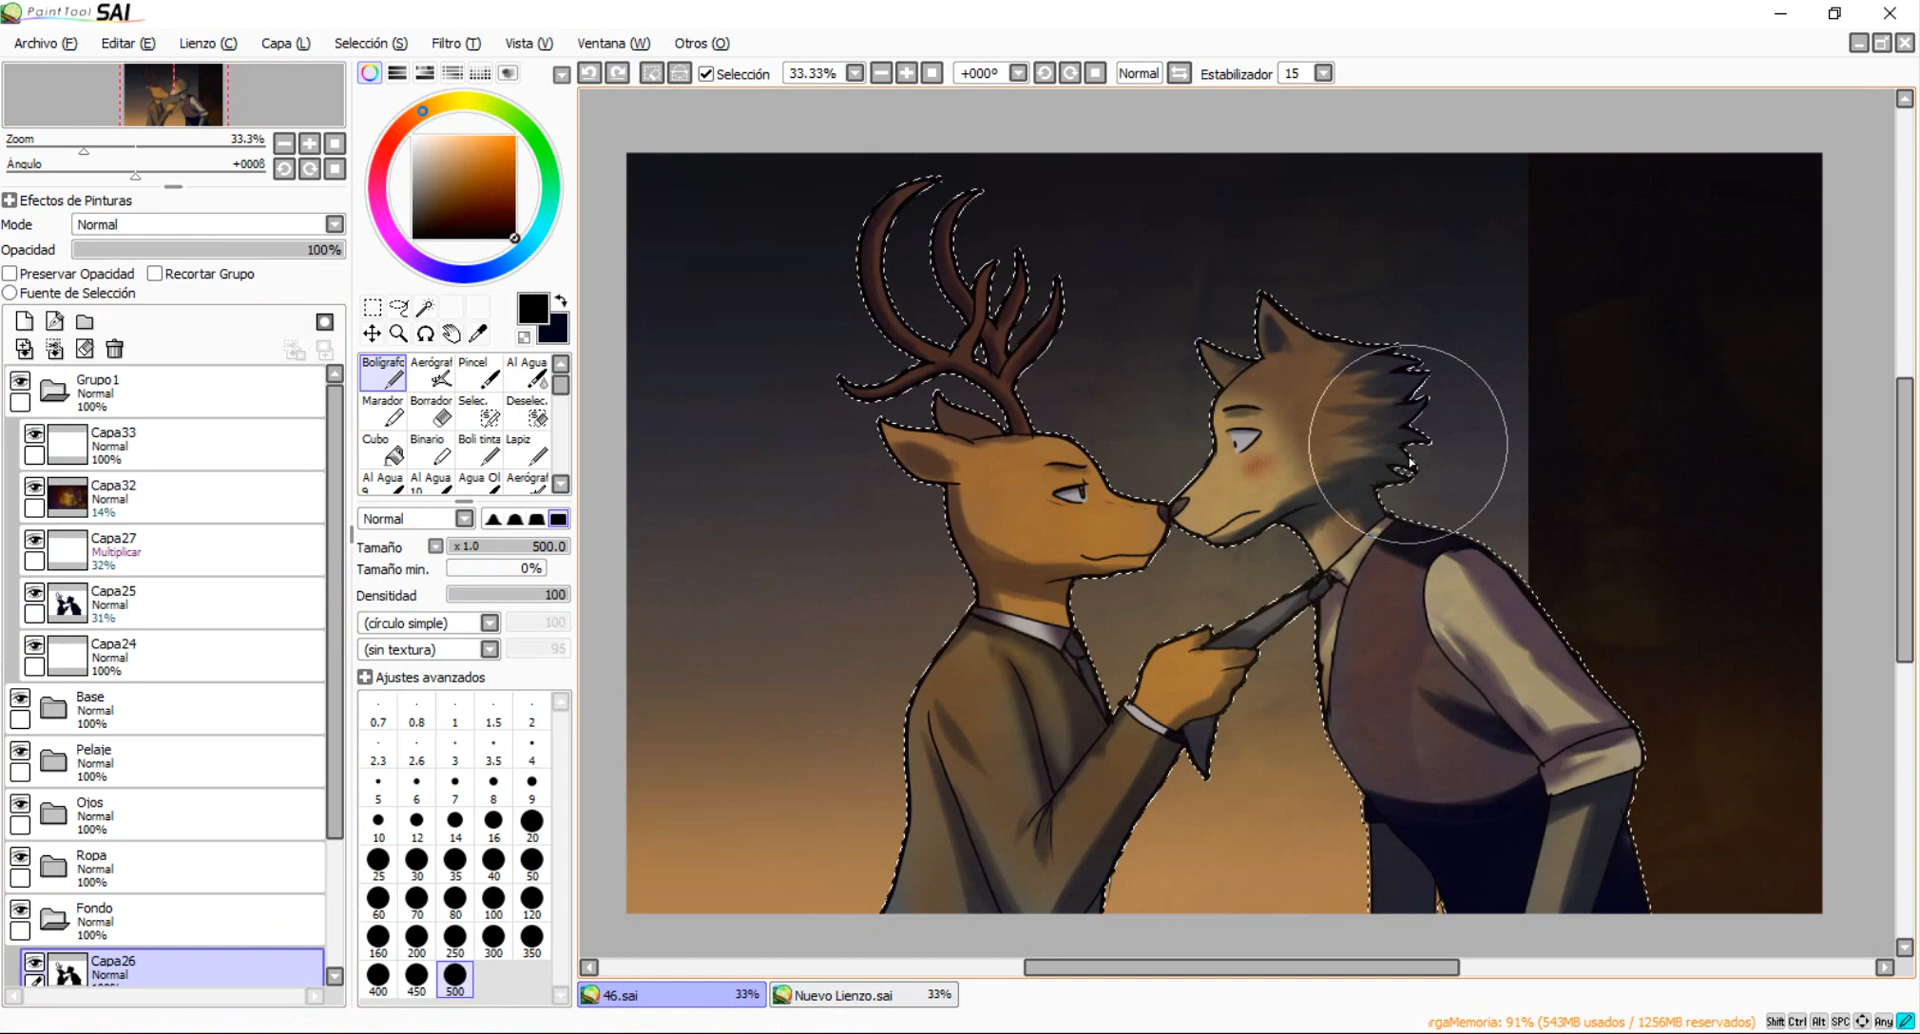 PaintTool SAI
Archivo (F) Editar (E) Lienzo (C) Capa (L) Selección (S) Filtro (T) Vista (V) Ventana (W) Otros (O)
Selección 33.33% +000º Normal Estabilizador 15
Zoom 33.3%
Ángulo +0008
Efectos de Pinturas
Mode Normal
Opacidad 100%
Preservar Opacidad Recortar Grupo
Fuente de Selección
Grupo1
Normal
100%
Capa33
Normal
100%
Capa32
Normal
14%
Capa27
Multiplicar
32%
Capa25
Normal
31%
Capa24
Normal
100%
Base
Normal
100%
Pelaje
Normal
100%
Ojos
Normal
100%
Ropa
Normal
100%
Fondo
Normal
100%
Capa26
Normal
Bolígrafo Aerógraf Pincel Al Agua
Marador Borrador Selec. Deselec.
Cubo Binario Boli tinta Lapiz
Al Agua Al Agua Agua Ol Aerógraf
9 10
Normal
Tamaño x 1.0 500.0
Tamaño min. 0%
Densitidad 100
(círculo simple) 100
(sin textura) 95
Ajustes avanzados
0.7 0.8 1 1.5 2
2.3 2.6 3 3.5 4
5 6 7 8 9
10 12 14 16 20
25 30 35 40 50
60 70 80 100 120
160 200 250 300 350
400 450 500
46.sai 33% Nuevo Lienzo.sai 33%
rgaMemoria: 91% (543MB usados / 1256MB reservados) Shift Ctrl Alt SPC Any